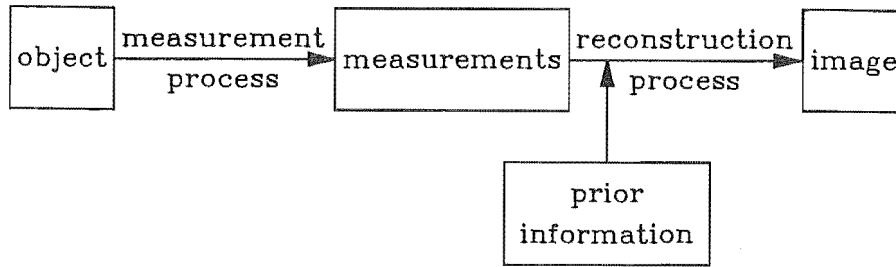 object
measurement
process
measurements
reconstruction
process
image
prior
information